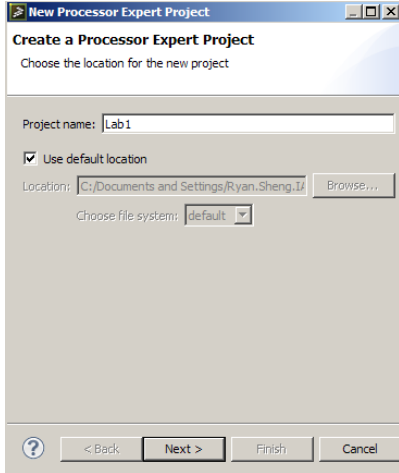 New Processor Expert Project
Create a Processor Expert Project
Choose the location for the new project
Project name: Lab1
Use default location
Location: C:/Documents and Settings/Ryan.Sheng.IA Browse...
Choose file system: default
? < Back Next > Finish Cancel